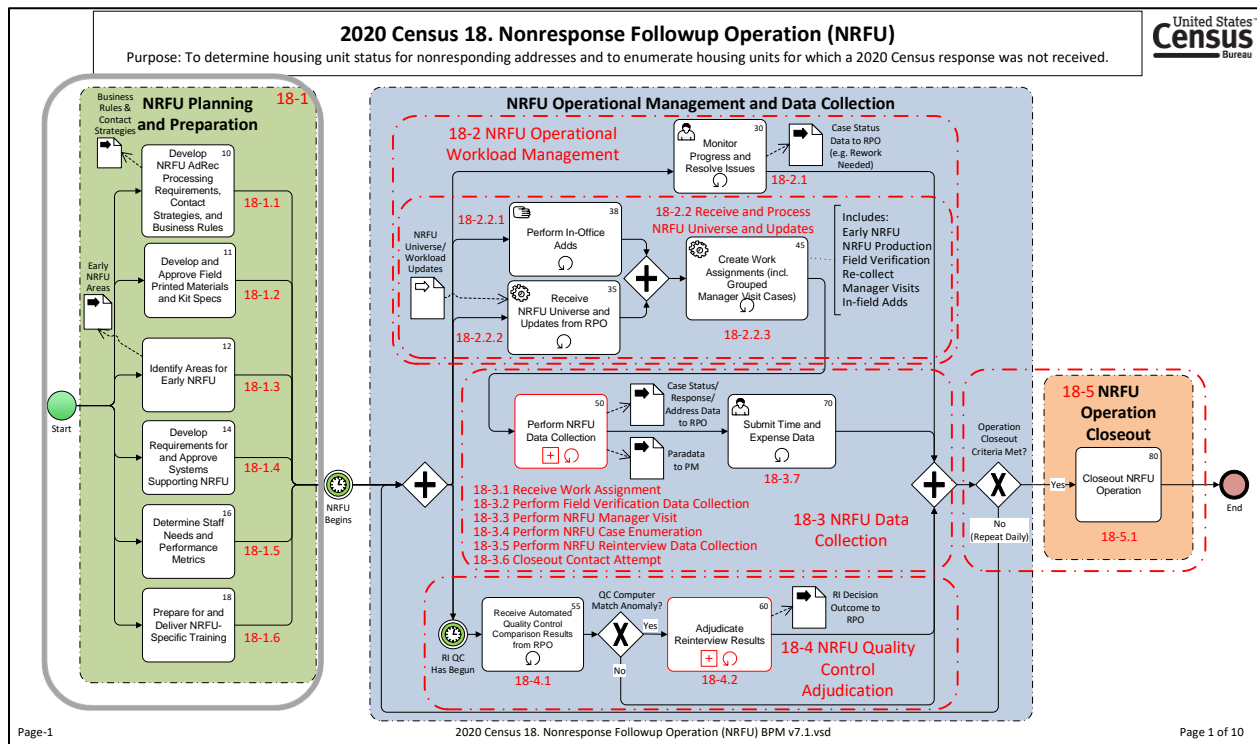 2020 Census 18. Nonresponse Followup Operation (NRFU)
Purpose: To determine housing unit status for nonresponding addresses and to enumerate housing units for which a 2020 Census response was not received.
United States
Census
Bureau
NRFU Planning
and Preparation
18-1
Business
Rules &
Contact
Strategies
10
Develop
NRFU AdRec
Processing
Requirements,
Contact
Strategies, and
Business Rules
18-1.1
Early
NRFU
Areas
11
Develop and
Approve Field
Printed Materials
and Kit Specs
18-1.2
12
Identify Areas for
Early NRFU
18-1.3
14
Develop
Requirements for
and Approve
Systems
Supporting NRFU
18-1.4
16
Determine Staff
Needs and
Performance
Metrics
18-1.5
18
Prepare for and
Deliver NRFU-
Specific Training
18-1.6
Start
NRFU
Begins
NRFU Operational Management and Data Collection
18-2 NRFU Operational
Workload Management
30
Monitor
Progress and
Resolve Issues
18-2.1
Case Status
Data to RPO
(e.g. Rework
Needed)
18-2.2 Receive and Process
NRFU Universe and Updates
18-2.2.1
38
Perform In-Office
Adds
NRFU
Universe/
Workload
Updates
35
Receive
NRFU Universe and
Updates from RPO
18-2.2.2
45
Create Work
Assignments (incl.
Grouped
Manager Visit Cases)
18-2.2.3
Includes:
Early NRFU
NRFU Production
Field Verification
Re-collect
Manager Visits
In-field Adds
50
Perform NRFU
Data Collection
Case Status/
Response/
Address Data
to RPO
Paradata
to PM
70
Submit Time and
Expense Data
18-3.7
18-3.1 Receive Work Assignment
18-3.2 Perform Field Verification Data Collection
18-3.3 Perform NRFU Manager Visit
18-3.4 Perform NRFU Case Enumeration
18-3.5 Perform NRFU Reinterview Data Collection
18-3.6 Closeout Contact Attempt
18-3 NRFU Data
Collection
RI QC
Has Begun
55
Receive Automated
Quality Control
Comparison Results
from RPO
18-4.1
QC Computer
Match Anomaly?
X
Yes
No
60
Adjudicate
Reinterview Results
18-4.2
RI Decision
Outcome to
RPO
18-4 NRFU Quality
Control
Adjudication
Operation
Closeout
Criteria Met?
X
Yes
No
(Repeat Daily)
18-5 NRFU
Operation
Closeout
80
Closeout NRFU
Operation
18-5.1
End
Page-1
2020 Census 18. Nonresponse Followup Operation (NRFU) BPM v7.1.vsd
Page 1 of 10